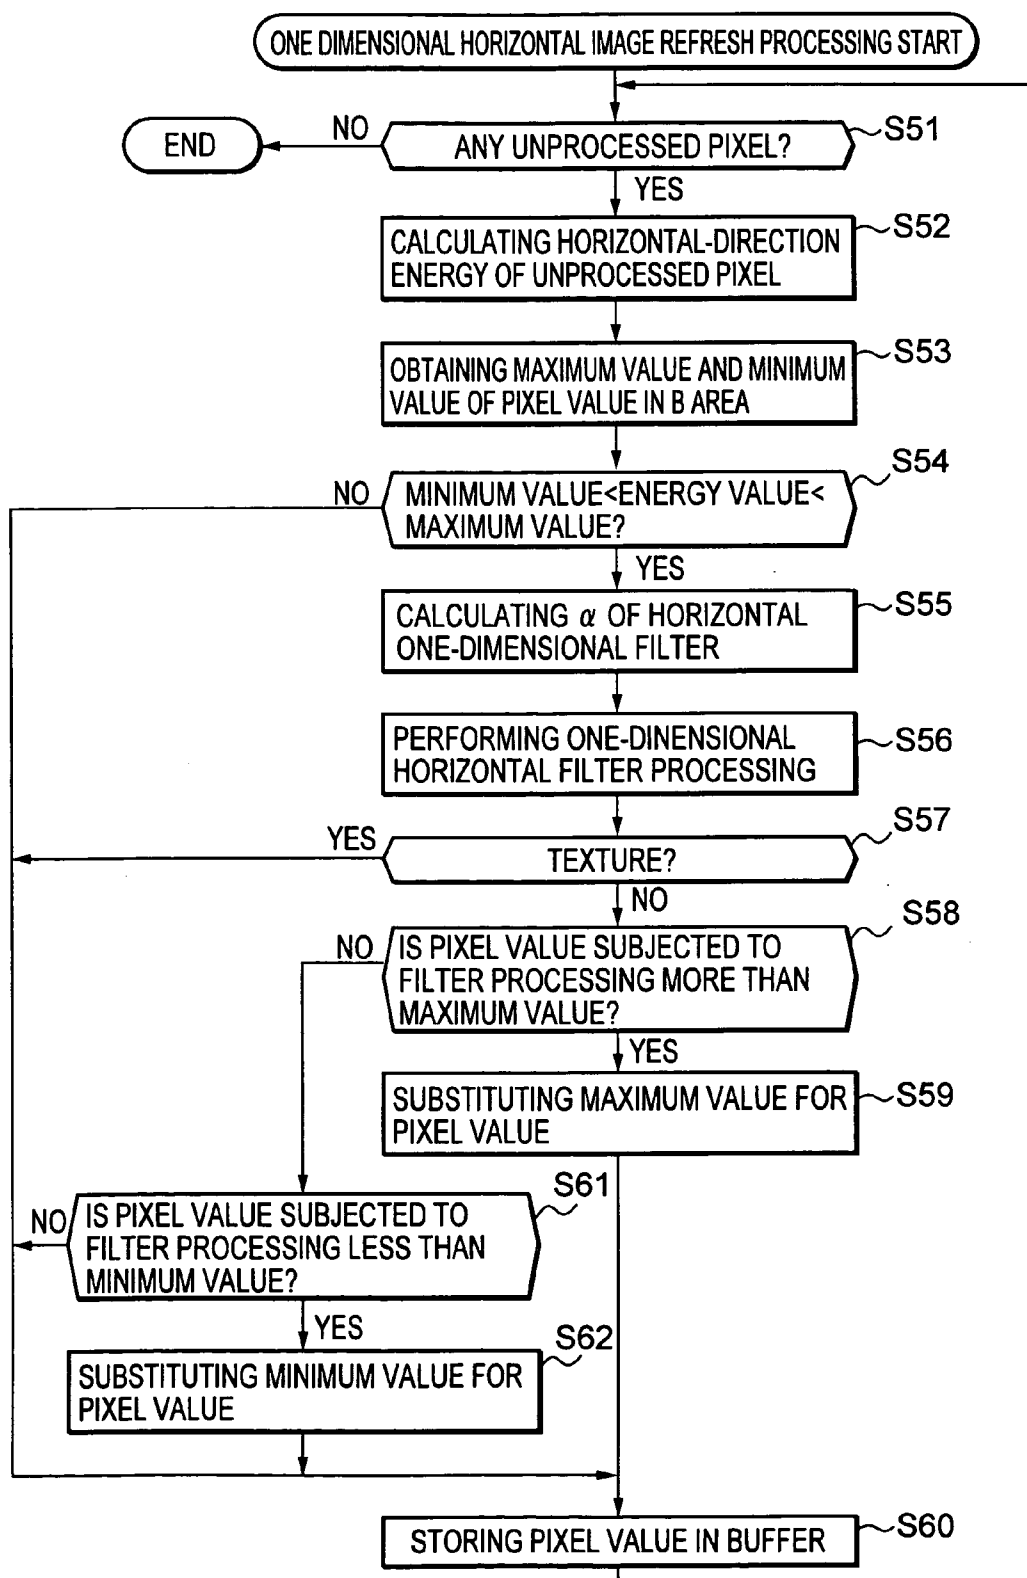 ONE DIMENSIONAL HORIZONTAL IMAGE REFRESH PROCESSING START
S51
NO
END
ANY UNPROCESSED PIXEL?
YES
S52
CALCULATING HORIZONTAL-DIRECTION
ENERGY OF UNPROCESSED PIXEL
S53
OBTAINING MAXIMUM VALUE AND MINIMUM
VALUE OF PIXEL VALUE IN B AREA
S54
NO
MINIMUM VALUE<ENERGY VALUE<
MAXIMUM VALUE?
YES
S55
CALCULATING α OF HORIZONTAL
ONE-DIMENSIONAL FILTER
S56
PERFORMING ONE-DINENSIONAL
HORIZONTAL FILTER PROCESSING
S57
YES
TEXTURE?
NO
S58
NO
IS PIXEL VALUE SUBJECTED TO
FILTER PROCESSING MORE THAN
MAXIMUM VALUE?
YES
S59
SUBSTITUTING MAXIMUM VALUE FOR
PIXEL VALUE
S61
NO
IS PIXEL VALUE SUBJECTED TO
FILTER PROCESSING LESS THAN
MINIMUM VALUE?
YES
S62
SUBSTITUTING MINIMUM VALUE FOR
PIXEL VALUE
S60
STORING PIXEL VALUE IN BUFFER